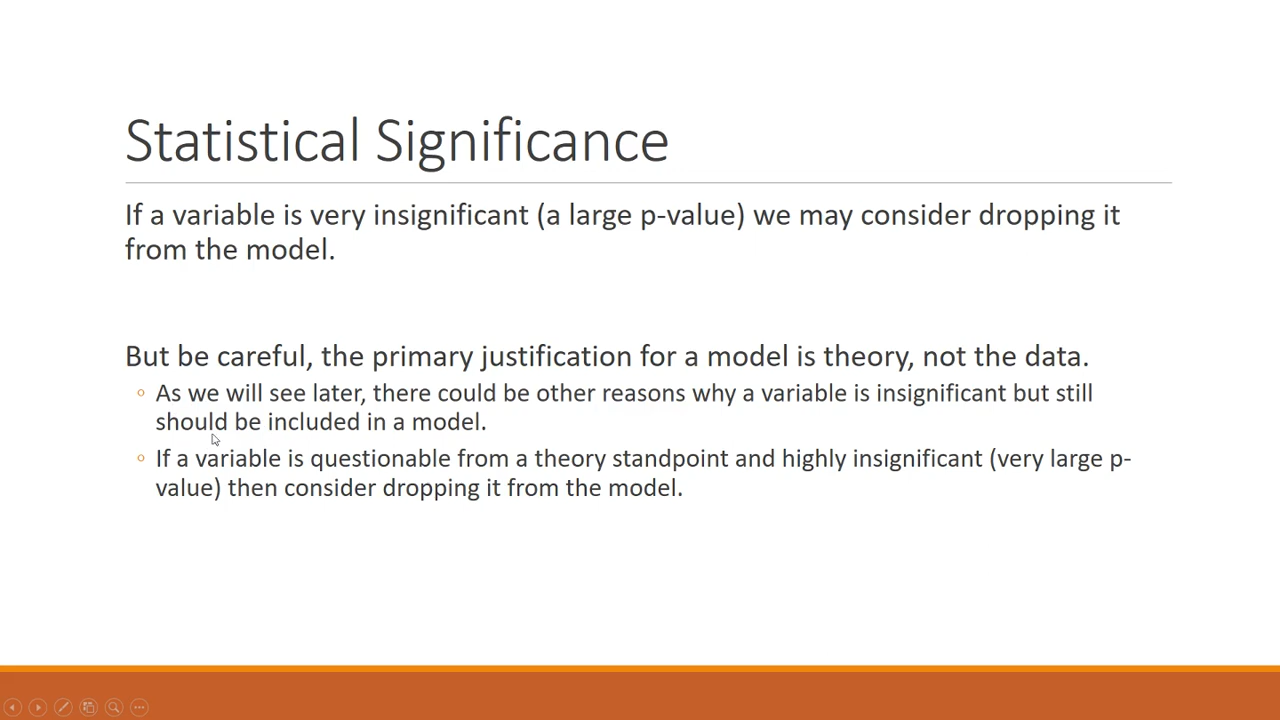 Statistical Significance
If a variable is very insignificant (a large p-value) we may consider dropping it
from the model.
But be careful, the primary justification for a model is theory, not the data.
◦ As we will see later, there could be other reasons why a variable is insignificant but still
should be included in a model.
◦ If a variable is questionable from a theory standpoint and highly insignificant (very large p-
value) then consider dropping it from the model.